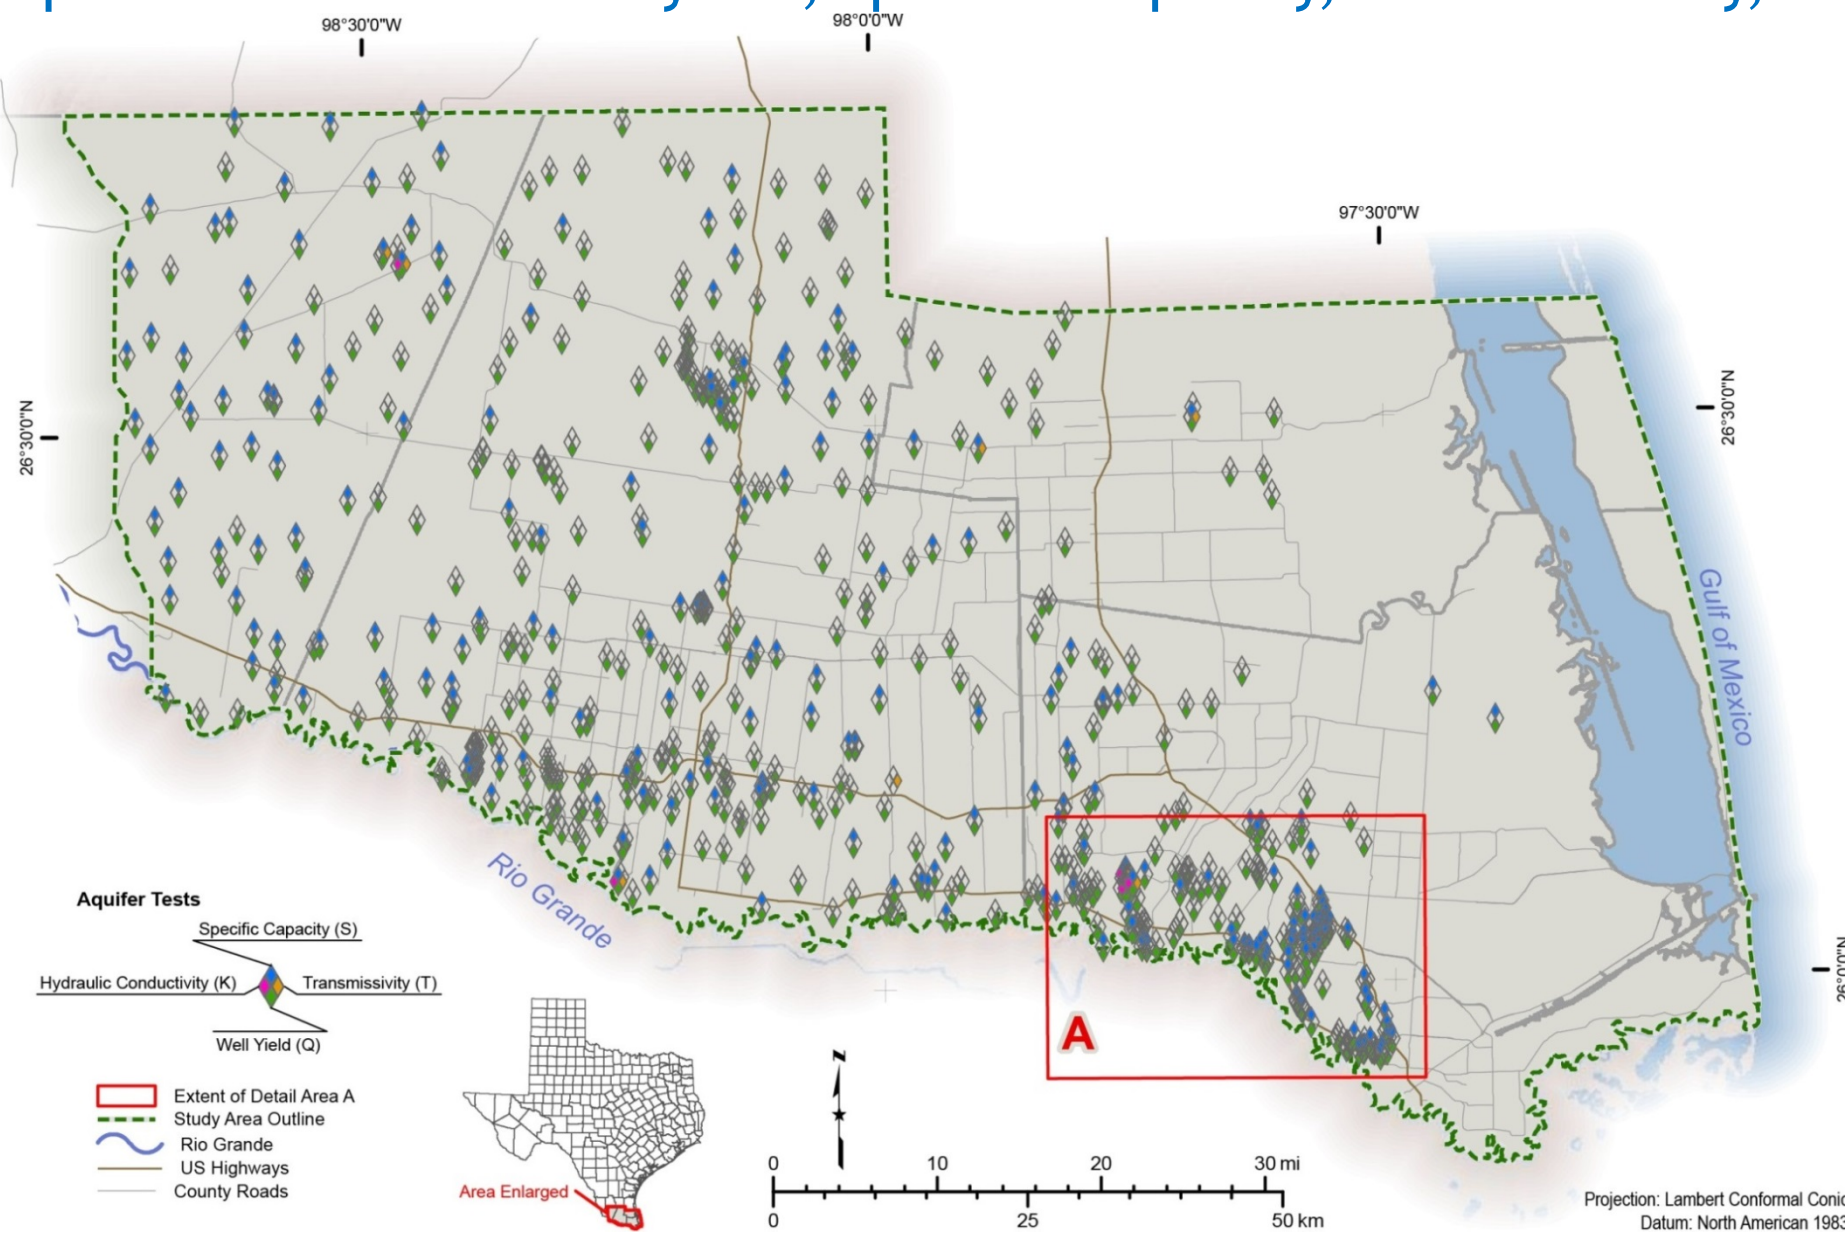 98°30'0"W
98°0'0"W
97°30'0"W
26°30'0"N
26°30'0"N
Gulf of Mexico
Rio Grande
26°0'0"N
Aquifer Tests
Specific Capacity (S)
Hydraulic Conductivity (K)
Transmissivity (T)
Well Yield (Q)
Extent of Detail Area A
Study Area Outline
Rio Grande
US Highways
County Roads
Area Enlarged
A
N
0 10 20 30 mi
0 25 50 km
Projection: Lambert Conformal Conic
Datum: North American 1983